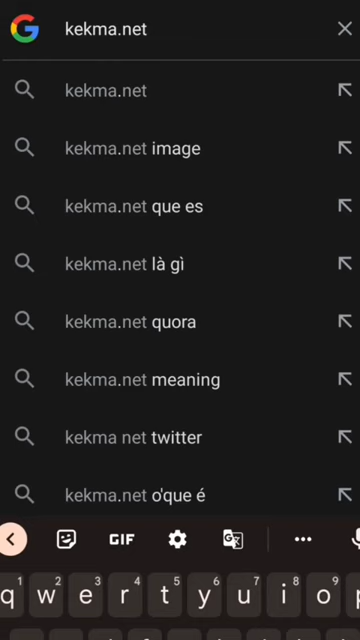 kekma.net
kekma.net
kekma.net image
kekma.net que es
kekma.net là gì
kekma.net quora
kekma.net meaning
kekma net twitter
kekma.net o'que é
GIF
1 2 3 4 5 6 7 8 9
q w e r t y u i o